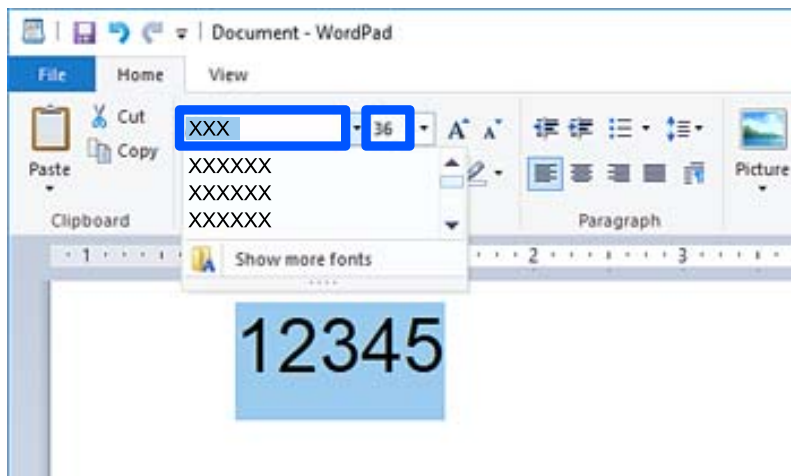 Document - WordPad
File Home View
Cut
XXX 36 A A
Copy
XXXXXX
Paste
Picture
XXXXXX
XXXXXX
Clipboard Paragraph
1 2 3
Show more fonts
12345